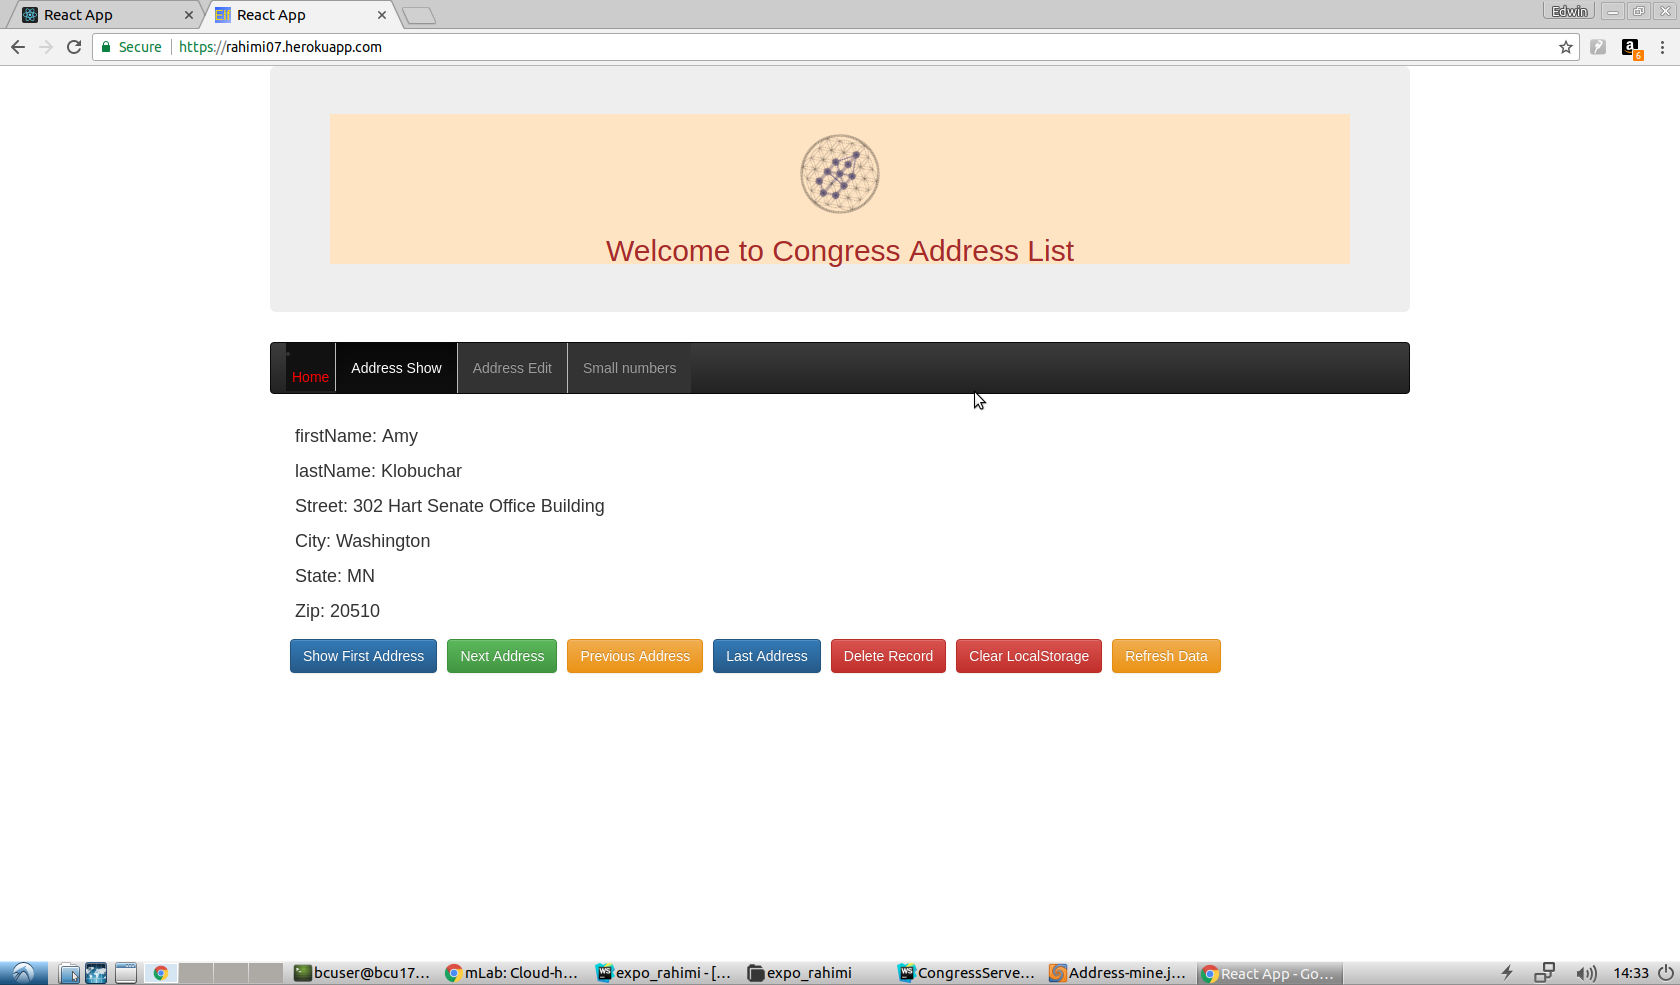 React App
React App
Edwin
Secure
https://rahimi07.herokuapp.com
6
Welcome to Congress Address List
Home
Address Show
Address Edit
Small numbers
firstName: Amy
lastName: Klobuchar
Street: 302 Hart Senate Office Building
City: Washington
State: MN
Zip: 20510
Show First Address
Next Address
Previous Address
Last Address
Delete Record
Clear LocalStorage
Refresh Data
bcuser@bcu17...
mLab: Cloud-h...
expo_rahimi - [...
expo_rahimi
CongressServe...
Address-mine.j...
React App - Go...
14:33